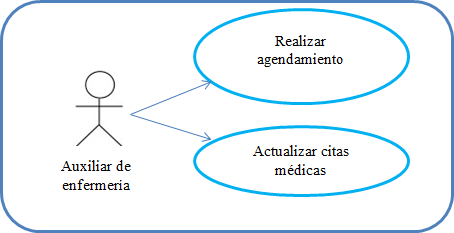 Realizar
agendamiento
Auxiliar de
enfermeria
Actualizar citas
médicas